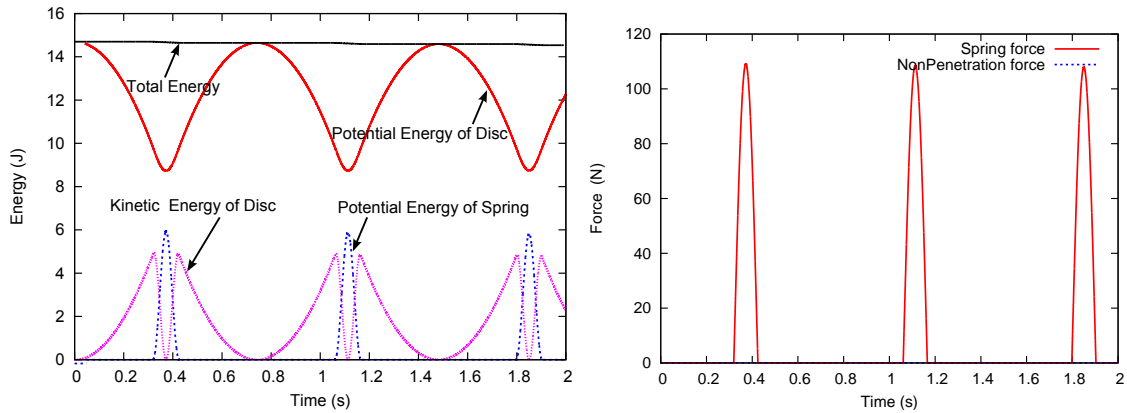 16
14
12
10
8
6
4
2
0
Energy (J)
Total Energy
Potential Energy of Disc
Kinetic Energy of Disc
Potential Energy of Spring
0 0.2 0.4 0.6 0.8 1 1.2 1.4 1.6 1.8 2
Time (s)
120
100
80
60
40
20
0
Force (N)
Spring force
NonPenetration force
0 0.2 0.4 0.6 0.8 1 1.2 1.4 1.6 1.8 2
Time (s)